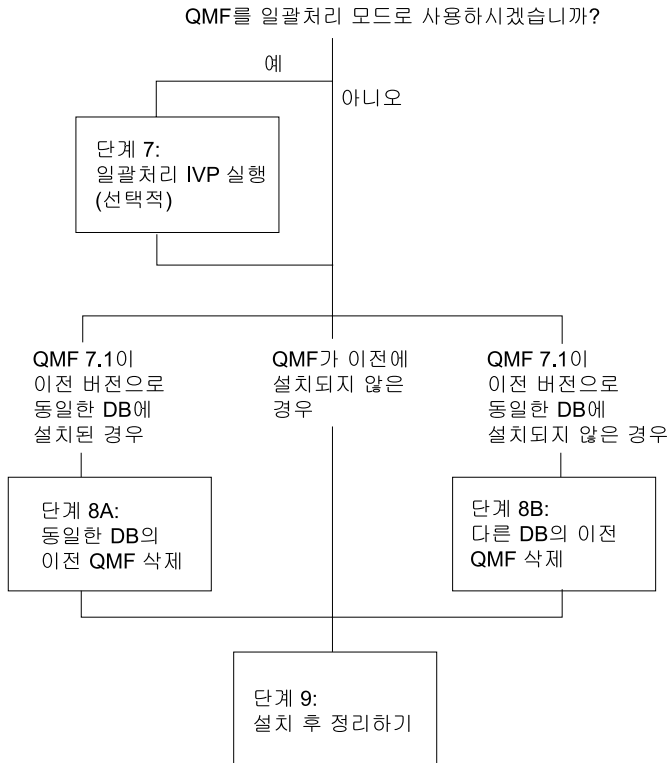 QMF를 일괄처리 모드로 사용하시겠습니까?
예
아니오
단계 7:
일괄처리 IVP 실행
(선택적)
QMF 7.1이
이전 버전으로
동일한 DB에
설치된 경우
QMF가 이전에
설치되지 않은
경우
QMF 7.1이
이전 버전으로
동일한 DB에
설치되지 않은 경우
단계 8A:
동일한 DB의
이전 QMF 삭제
단계 8B:
다른 DB의 이전
QMF 삭제
단계 9:
설치 후 정리하기